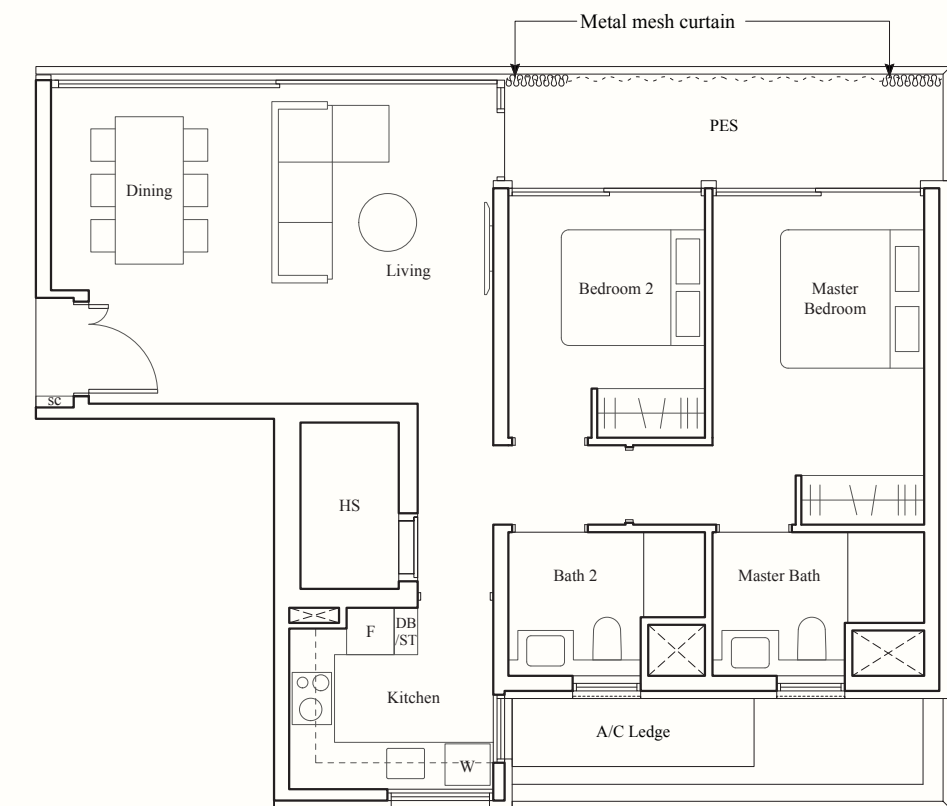 Metal mesh curtain
PES
Dining
Living
Bedroom 2
Master
Bedroom
sc
HS
Bath 2
Master Bath
F
DB
/ST
Kitchen
A/C Ledge
W